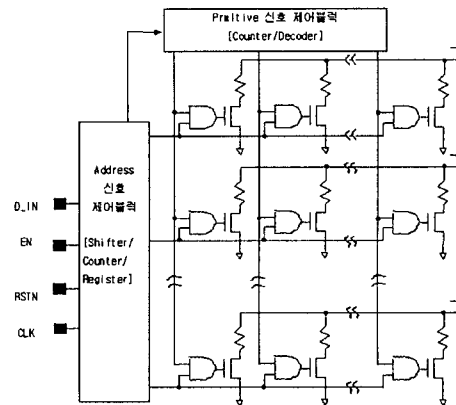 Prmitive 신호 제어블럭
[Counter/Decoder]
Address
신호
제어블럭
[Shifter/
Counter/
Register]
D_IN
EN
RSTN
CLK